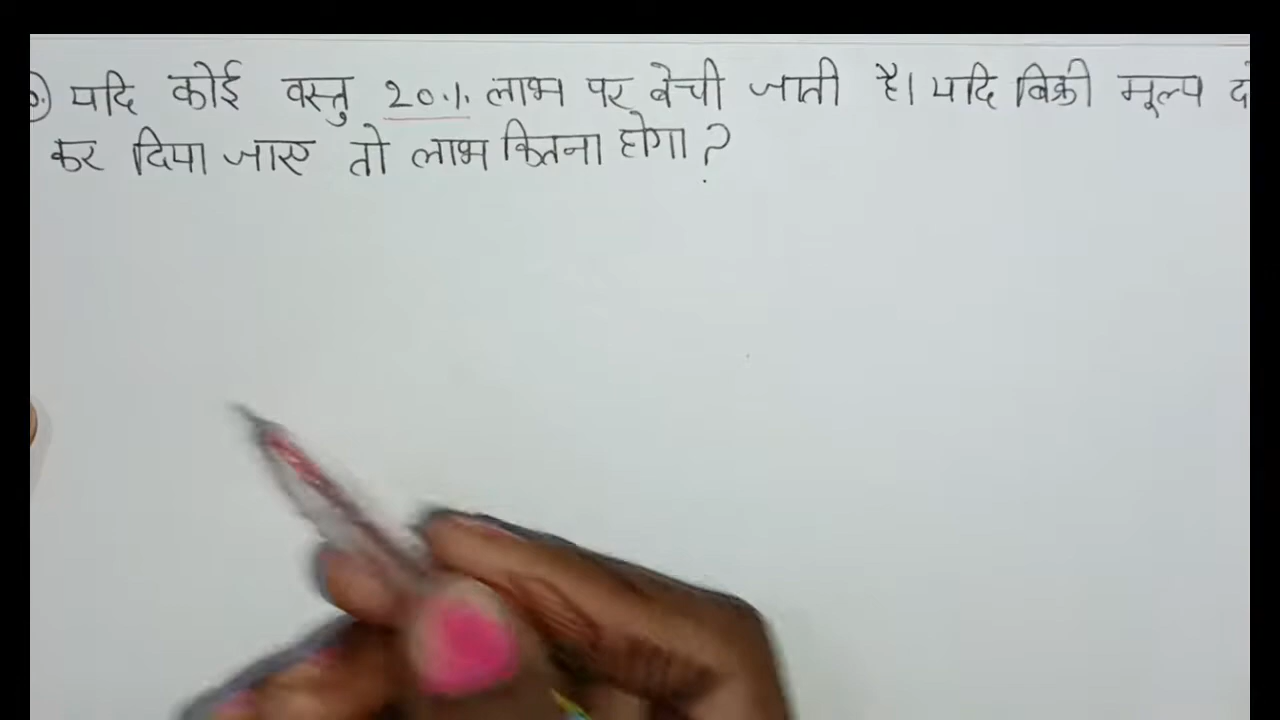 यदि कोई वस्तु 20% लाभ पर बेची जाती है। यदि बिक्री मूल्य
कर दिया जाए तो लाभ कितना होगा?